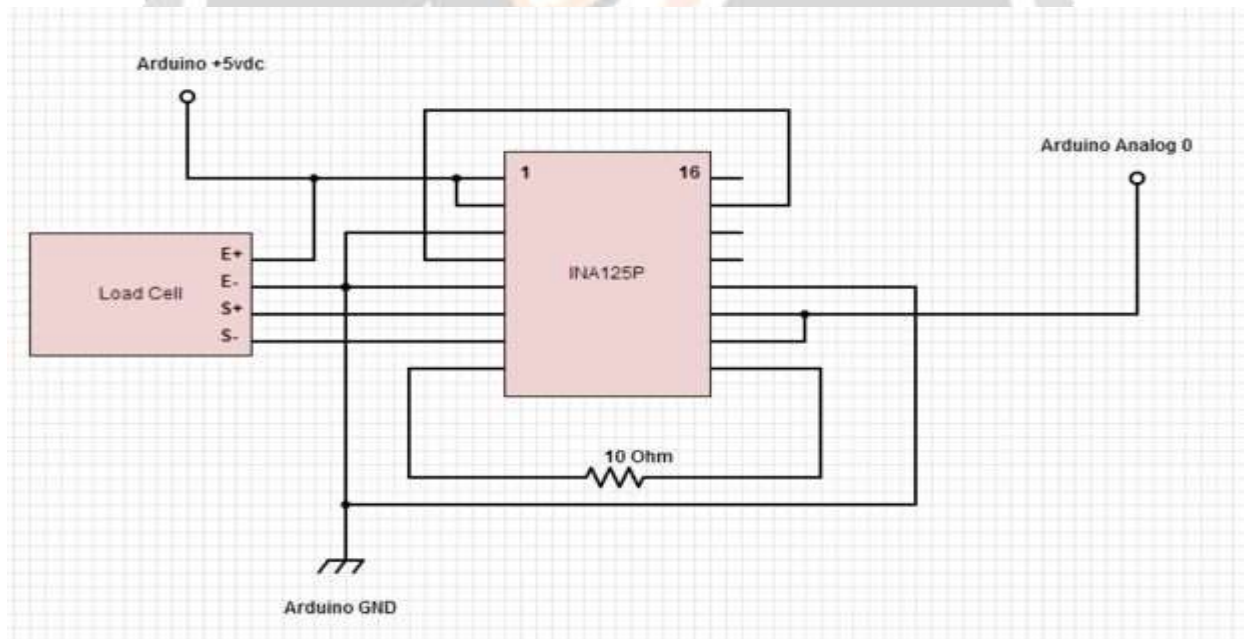 Arduino +5vdc
Arduino Analog 0
1 16
E+
E-
S+
S-
Load Cell
INA125P
10 Ohm
Arduino GND